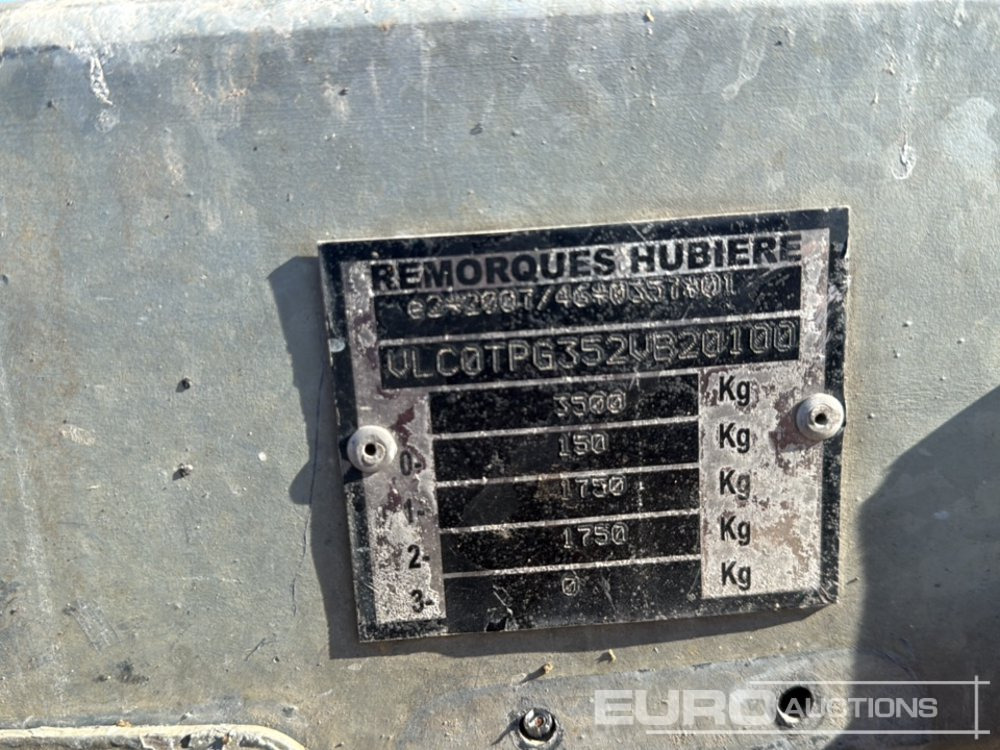 REMORQUES HUBIERE
e2*2007/46*0357*01
VLC0TPG352VB20100
3500 Kg
0- 150 Kg
1- 1750 Kg
2- 1750 Kg
3- 0 Kg
EURO AUCTIONS